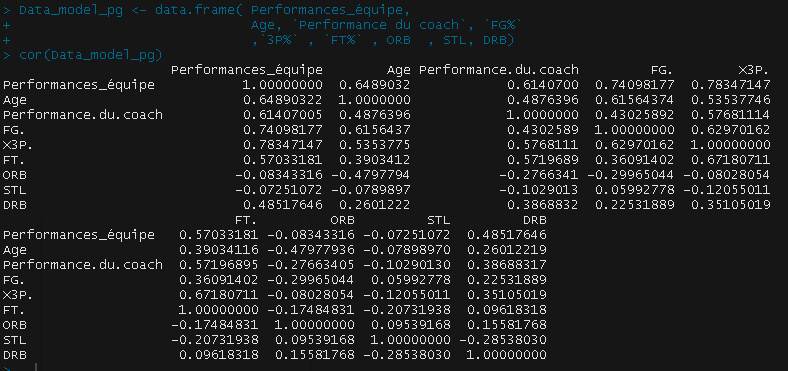 > Data_model_pg <- data.frame( Performances_équipe,
+ Age, `Performance du coach`, `FG%`
+ ,`3P%` , `FT%` , ORB , STL, DRB)
> cor(Data_model_pg)
Performances_équipe Age Performance.du.coach FG. X3P.
Performances_équipe 1.00000000 0.6489032 0.6140700 0.74098177 0.78347147
Age 0.64890322 1.0000000 0.4876396 0.61564374 0.53537746
Performance.du.coach 0.61407005 0.4876396 1.0000000 0.43025892 0.57681114
FG. 0.74098177 0.6156437 0.4302589 1.00000000 0.62970162
X3P. 0.78347147 0.5353775 0.5768111 0.62970162 1.00000000
FT. 0.57033181 0.3903412 0.5719689 0.36091402 0.67180711
ORB -0.08343316 -0.4797794 -0.2766341 -0.29965044 -0.08028054
STL -0.07251072 -0.0789897 -0.1029013 0.05992778 -0.12055011
DRB 0.48517646 0.2601222 0.3868832 0.22531889 0.35105019
FT. ORB STL DRB
Performances_équipe 0.57033181 -0.08343316 -0.07251072 0.48517646
Age 0.39034116 -0.47977936 -0.07898970 0.26012219
Performance.du.coach 0.57196895 -0.27663405 -0.10290130 0.38688317
FG. 0.36091402 -0.29965044 0.05992778 0.22531889
X3P. 0.67180711 -0.08028054 -0.12055011 0.35105019
FT. 1.00000000 -0.17484831 -0.20731938 0.09618318
ORB -0.17484831 1.00000000 0.09539168 0.15581768
STL -0.20731938 0.09539168 1.00000000 -0.28538030
DRB 0.09618318 0.15581768 -0.28538030 1.00000000
>